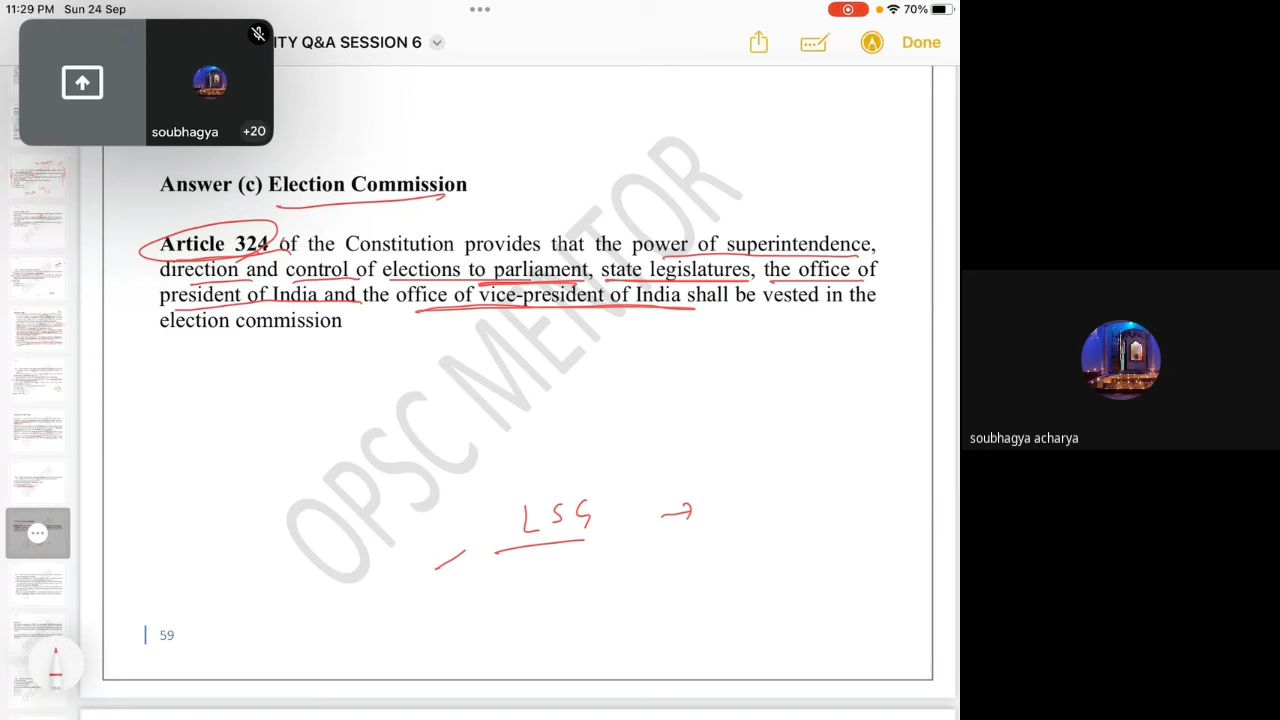 11:29 PM Sun 24 Sep
70%
ITY Q&A SESSION 6
Done
soubhagya
+20
Answer (c) Election Commission
Article 324 of the Constitution provides that the power of superintendence,
direction and control of elections to parliament, state legislatures, the office of
president of India and the office of vice-president of India shall be vested in the
election commission
OPSC MENTOR
LSG →
59
soubhagya acharya